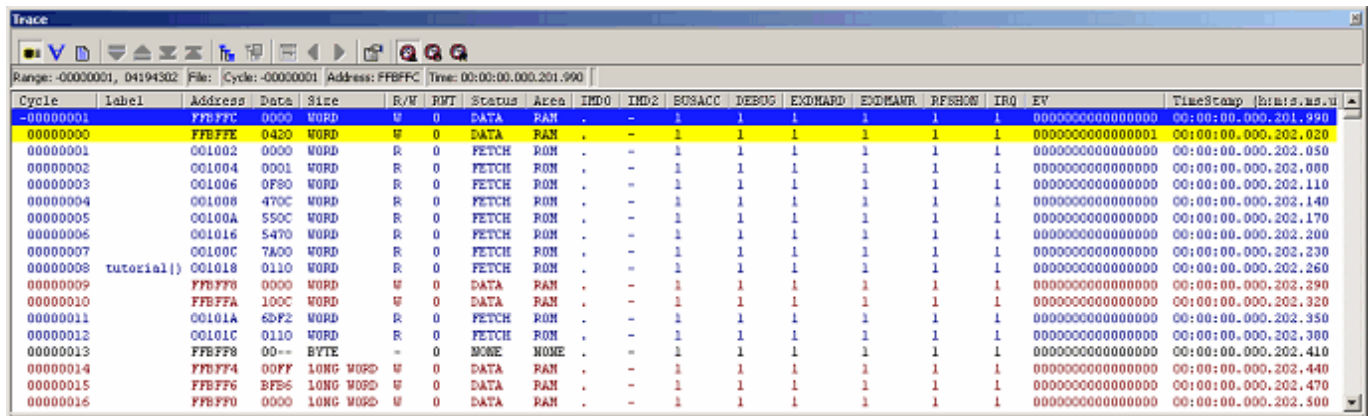 Trace
Range: -00000001, 04194302 File: Cycle: -00000001 Address: FFBFFC Time: 00:00:00.000.201.990
Cycle Label Address Data Size R/W RWT Status Area IMD0 IMD2 BUSACC DEBUG EXDMARD EXDMAWR RFSHON IRQ EV TimeStamp (h:m:s.ms.u
-00000001 FFBFFC 0000 WORD W 0 DATA RAM . - 1 1 1 1 1 1 0000000000000000 00:00:00.000.201.990
00000000 FFBFFE 0420 WORD W 0 DATA RAM . - 1 1 1 1 1 1 0000000000000001 00:00:00.000.202.020
00000001 001002 0000 WORD R 0 FETCH ROM . - 1 1 1 1 1 1 0000000000000000 00:00:00.000.202.050
00000002 001004 0001 WORD R 0 FETCH ROM . - 1 1 1 1 1 1 0000000000000000 00:00:00.000.202.080
00000003 001006 0F80 WORD R 0 FETCH ROM . - 1 1 1 1 1 1 0000000000000000 00:00:00.000.202.110
00000004 001008 470C WORD R 0 FETCH ROM . - 1 1 1 1 1 1 0000000000000000 00:00:00.000.202.140
00000005 00100A 550C WORD R 0 FETCH ROM . - 1 1 1 1 1 1 0000000000000000 00:00:00.000.202.170
00000006 001016 5470 WORD R 0 FETCH ROM . - 1 1 1 1 1 1 0000000000000000 00:00:00.000.202.200
00000007 00100C 7A00 WORD R 0 FETCH ROM . - 1 1 1 1 1 1 0000000000000000 00:00:00.000.202.230
00000008 tutorial() 001018 0110 WORD R 0 FETCH ROM . - 1 1 1 1 1 1 0000000000000000 00:00:00.000.202.260
00000009 FFBFF8 0000 WORD W 0 DATA RAM . - 1 1 1 1 1 1 0000000000000000 00:00:00.000.202.290
00000010 FFBFFA 100C WORD W 0 DATA RAM . - 1 1 1 1 1 1 0000000000000000 00:00:00.000.202.320
00000011 00101A 6DF2 WORD R 0 FETCH ROM . - 1 1 1 1 1 1 0000000000000000 00:00:00.000.202.350
00000012 00101C 0110 WORD R 0 FETCH ROM . - 1 1 1 1 1 1 0000000000000000 00:00:00.000.202.380
00000013 FFBFF8 00-- BYTE - 0 NONE NONE . - 1 1 1 1 1 1 0000000000000000 00:00:00.000.202.410
00000014 FFBFF4 00FF LONG WORD W 0 DATA RAM . - 1 1 1 1 1 1 0000000000000000 00:00:00.000.202.440
00000015 FFBFF6 BFB6 LONG WORD W 0 DATA RAM . - 1 1 1 1 1 1 0000000000000000 00:00:00.000.202.470
00000016 FFBFF0 0000 LONG WORD W 0 DATA RAM . - 1 1 1 1 1 1 0000000000000000 00:00:00.000.202.500